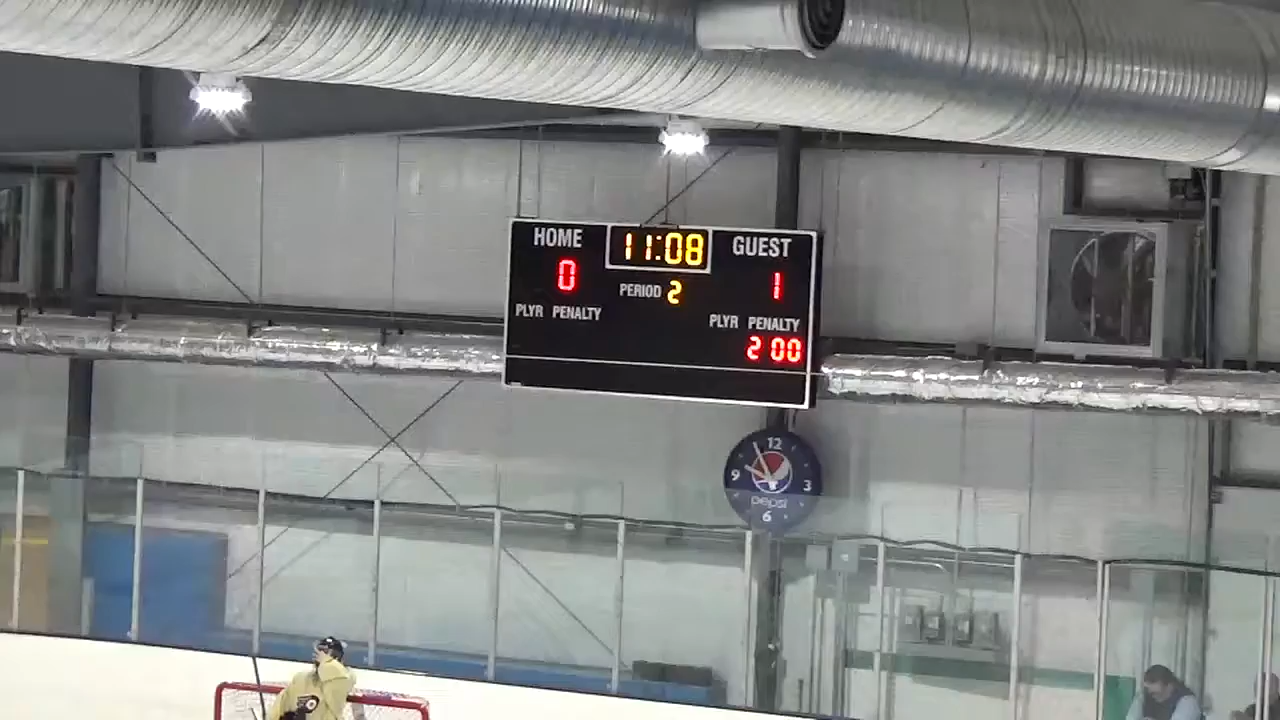 HOME 11:08 GUEST
0 PERIOD 2 1
PLYR PENALTY PLYR PENALTY
2 00
12
9 3
pepsi
6